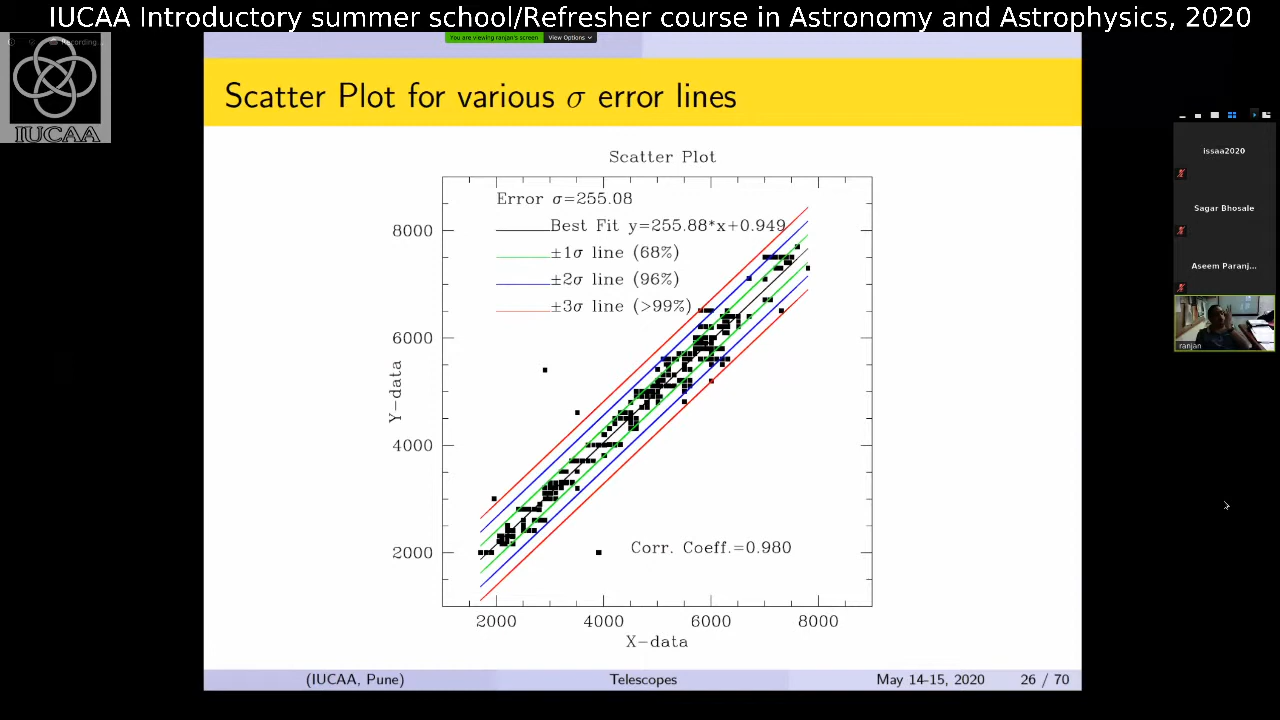 IUCAA Introductory summer school/Refresher course in Astronomy and Astrophysics, 2020
Recording...
You are viewing ranjan's screen
View Options
IUCAA
Scatter Plot for various σ error lines
Scatter Plot
Error σ=255.08
Best Fit y=255.88*x+0.949
±1σ line (68%)
±2σ line (96%)
±3σ line (>99%)
Corr. Coeff.=0.980
Y-data
8000
6000
4000
2000
2000 4000 6000 8000
X-data
(IUCAA, Pune) Telescopes May 14-15, 2020 26 / 70
issaa2020
Sagar Bhosale
Aseem Paranj...
ranjan